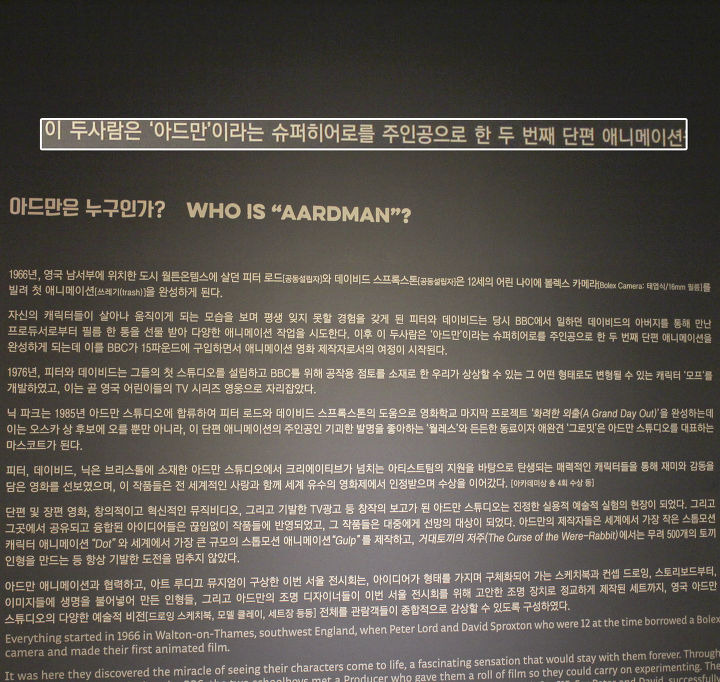 이 두사람은 ‘아드만’이라는 슈퍼히어로를 주인공으로 한 두 번째 단편 애니메이션
아드만은 누구인가? WHO IS “AARDMAN”?
1966년, 영국 남서부에 위치한 도시 월튼온템스에 살던 피터 로드[공동설립자]와 데이비드 스프록스톤[공동설립자]은 12세의 어린 나이에 볼렉스 카메라[Bolex Camera: 태엽식/16mm 필름]를
빌려 첫 애니메이션[쓰레기(trash)]을 완성하게 된다.
자신의 캐릭터들이 살아나 움직이게 되는 모습을 보며 평생 잊지 못할 경험을 갖게 된 피터와 데이비드는 당시 BBC에서 일하던 데이비드의 아버지를 통해 만난
프로듀서로부터 필름 한 통을 선물 받아 다양한 애니메이션 작업을 시도한다. 이후 이 두사람은 ‘아드만’이라는 슈퍼히어로를 주인공으로 한 두 번째 단편 애니메이션을
완성하게 되는데 이를 BBC가 15파운드에 구입하면서 애니메이션 영화 제작자로서의 여정이 시작된다.
1976년, 피터와 데이비드는 그들의 첫 스튜디오를 설립하고 BBC를 위해 공작용 점토를 소재로 한 우리가 상상할 수 있는 그 어떤 형태로도 변형될 수 있는 캐릭터 ‘모프’를
개발하였고, 이는 곧 영국 어린이들의 TV 시리즈 영웅으로 자리잡았다.
닉 파크는 1985년 아드만 스튜디오에 합류하여 피터 로드와 데이비드 스프록스톤의 도움으로 영화학교 마지막 프로젝트 ‘화려한 외출(A Grand Day Out)’을 완성하는데
이는 오스카 상 후보에 오를 뿐만 아니라, 이 단편 애니메이션의 주인공인 기괴한 발명을 좋아하는 ‘월레스’와 든든한 동료이자 애완견 ‘그로밋’은 아드만 스튜디오를 대표하는
마스코트가 된다.
피터, 데이비드, 닉은 브리스톨에 소재한 아드만 스튜디오에서 크리에이티브가 넘치는 아티스트팀의 지원을 바탕으로 탄생되는 매력적인 캐릭터들을 통해 재미와 감동을
담은 영화를 선보였으며, 이 작품들은 전 세계적인 사랑과 함께 세계 유수의 영화제에서 인정받으며 수상을 이어갔다. [아카데미상 총 4회 수상 등]
단편 및 장편 영화, 창의적이고 혁신적인 뮤직비디오, 그리고 기발한 TV광고 등 창작의 보고가 된 아드만 스튜디오는 진정한 실용적 예술적 실험의 현장이 되었다. 그리고
그곳에서 공유되고 융합된 아이디어들은 끊임없이 작품들에 반영되었고, 그 작품들은 대중에게 선망의 대상이 되었다. 아드만의 제작자들은 세계에서 가장 작은 스톱모션
캐릭터 애니메이션 “Dot” 와 세계에서 가장 큰 규모의 스톱모션 애니메이션“Gulp”를 제작하고, 거대토끼의 저주(The Curse of the Were-Rabbit)에서는 무려 500개의 토끼
인형을 만드는 등 항상 기발한 도전을 멈추지 않았다.
아드만 애니메이션과 협력하고, 아트 루디끄 뮤지엄이 구상한 이번 서울 전시회는, 아이디어가 형태를 가지며 구체화되어 가는 스케치북과 컨셉 드로잉, 스토리보드부터,
이미지들에 생명을 불어넣어 만든 인형들, 그리고 아드만의 조명 디자이너들이 이번 서울 전시회를 위해 고안한 조명 장치로 정교하게 제작된 세트까지, 영국 아드만
스튜디오의 다양한 예술적 비전[드로잉 스케치북, 모델 클레이, 세트장 등등] 전체를 관람객들이 종합적으로 감상할 수 있도록 구성하였다.
Everything started in 1966 in Walton-on-Thames, southwest England, when Peter Lord and David Sproxton who were 12 at the time borrowed a Bolex
camera and made their first animated film.
It was here they discovered the miracle of seeing their characters come to life, a fascinating sensation that would stay with them forever. Through
schoolboys met a Producer who gave them a roll of film so they could carry on experimenting. The